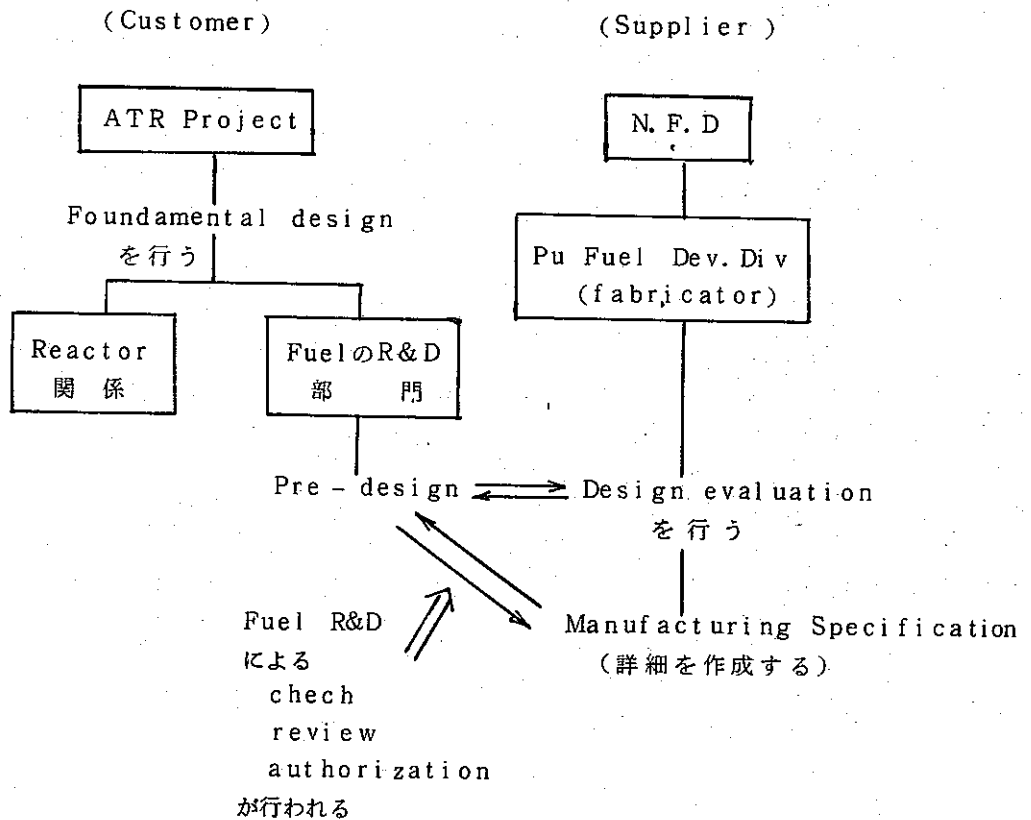 (Customer)
(Supplier)
ATR Project
N.F.D
Foundamental design
を行う
Pu Fuel Dev.Div
(fabricator)
Reactor
関係
FuelのR&D
部門
Pre-design
Design evaluation
を行う
Fuel R&D
による
chech
review
authorization
が行われる
Manufacturing Specification
(詳細を作成する)